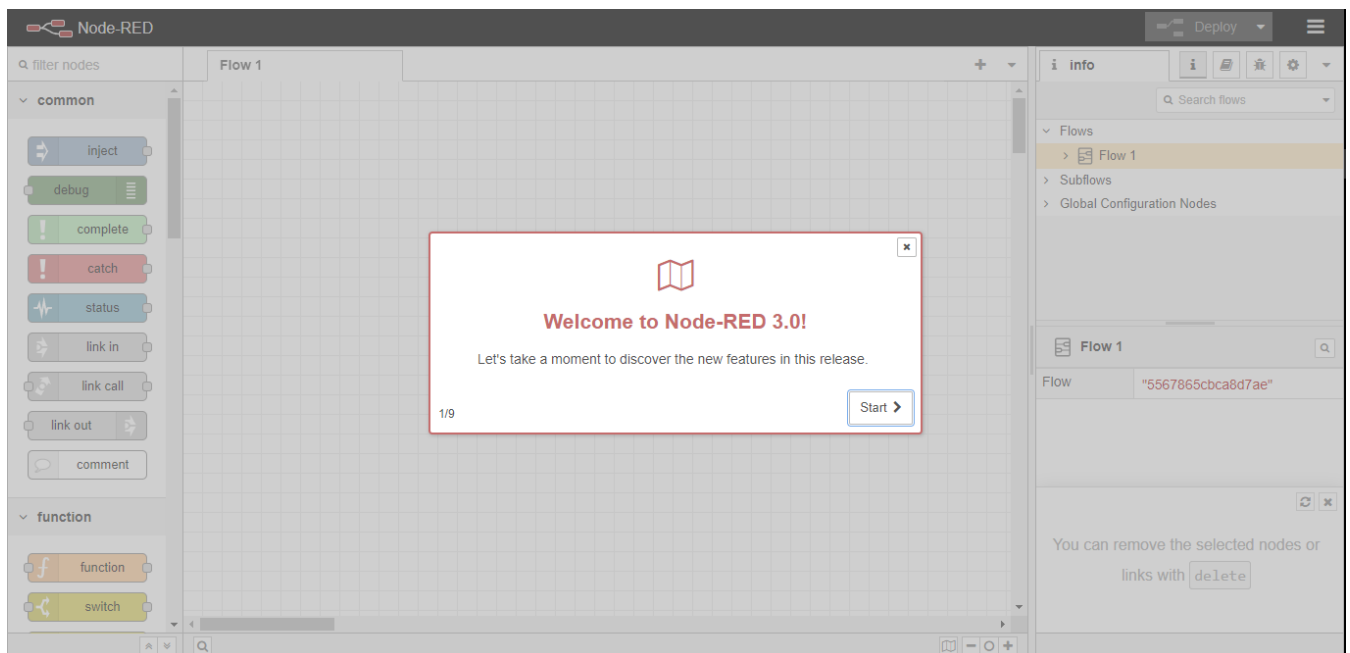 Node-RED
Deploy
filter nodes
Flow 1
i info
i
Search flows
common
inject
debug
complete
catch
status
link in
link call
link out
comment
function
function
switch
Flows
Flow 1
Subflows
Global Configuration Nodes
Welcome to Node-RED 3.0!
Let's take a moment to discover the new features in this release.
1/9
Start
Flow 1
Flow
"5567865cbca8d7ae"
You can remove the selected nodes or
links with delete